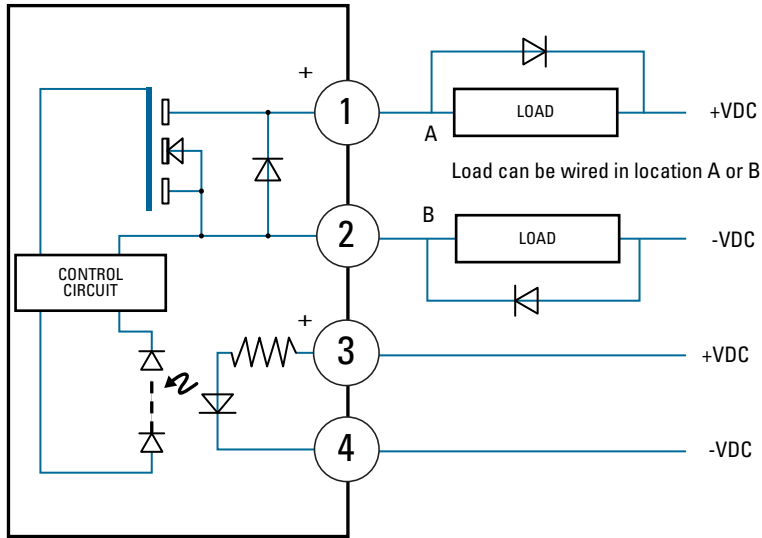 +
1
LOAD
+VDC
A
Load can be wired in location A or B
B
2
LOAD
-VDC
CONTROL
CIRCUIT
+
3
+VDC
4
-VDC